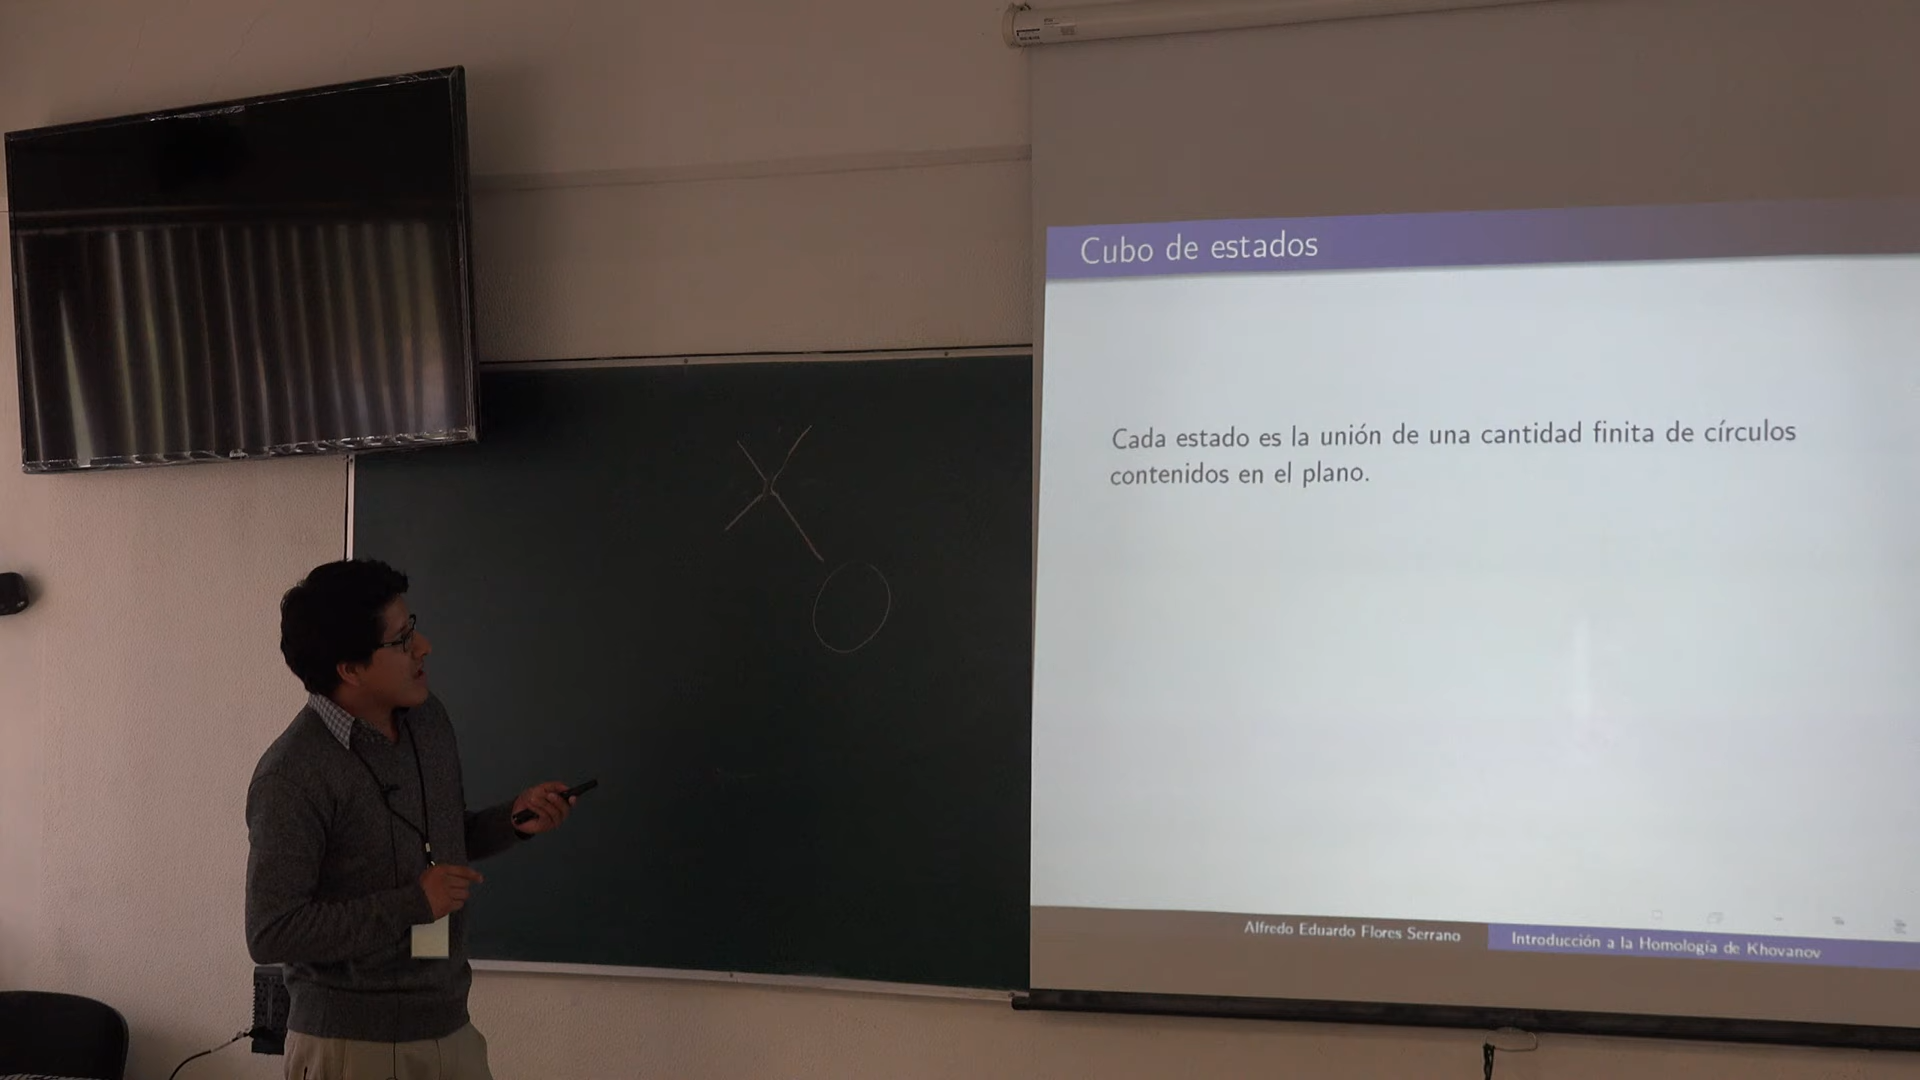 Cubo de estados
Cada estado es la unión de una cantidad finita de círculos
contenidos en el plano.
Alfredo Eduardo Flores Serrano
Introducción a la Homología de Khovanov